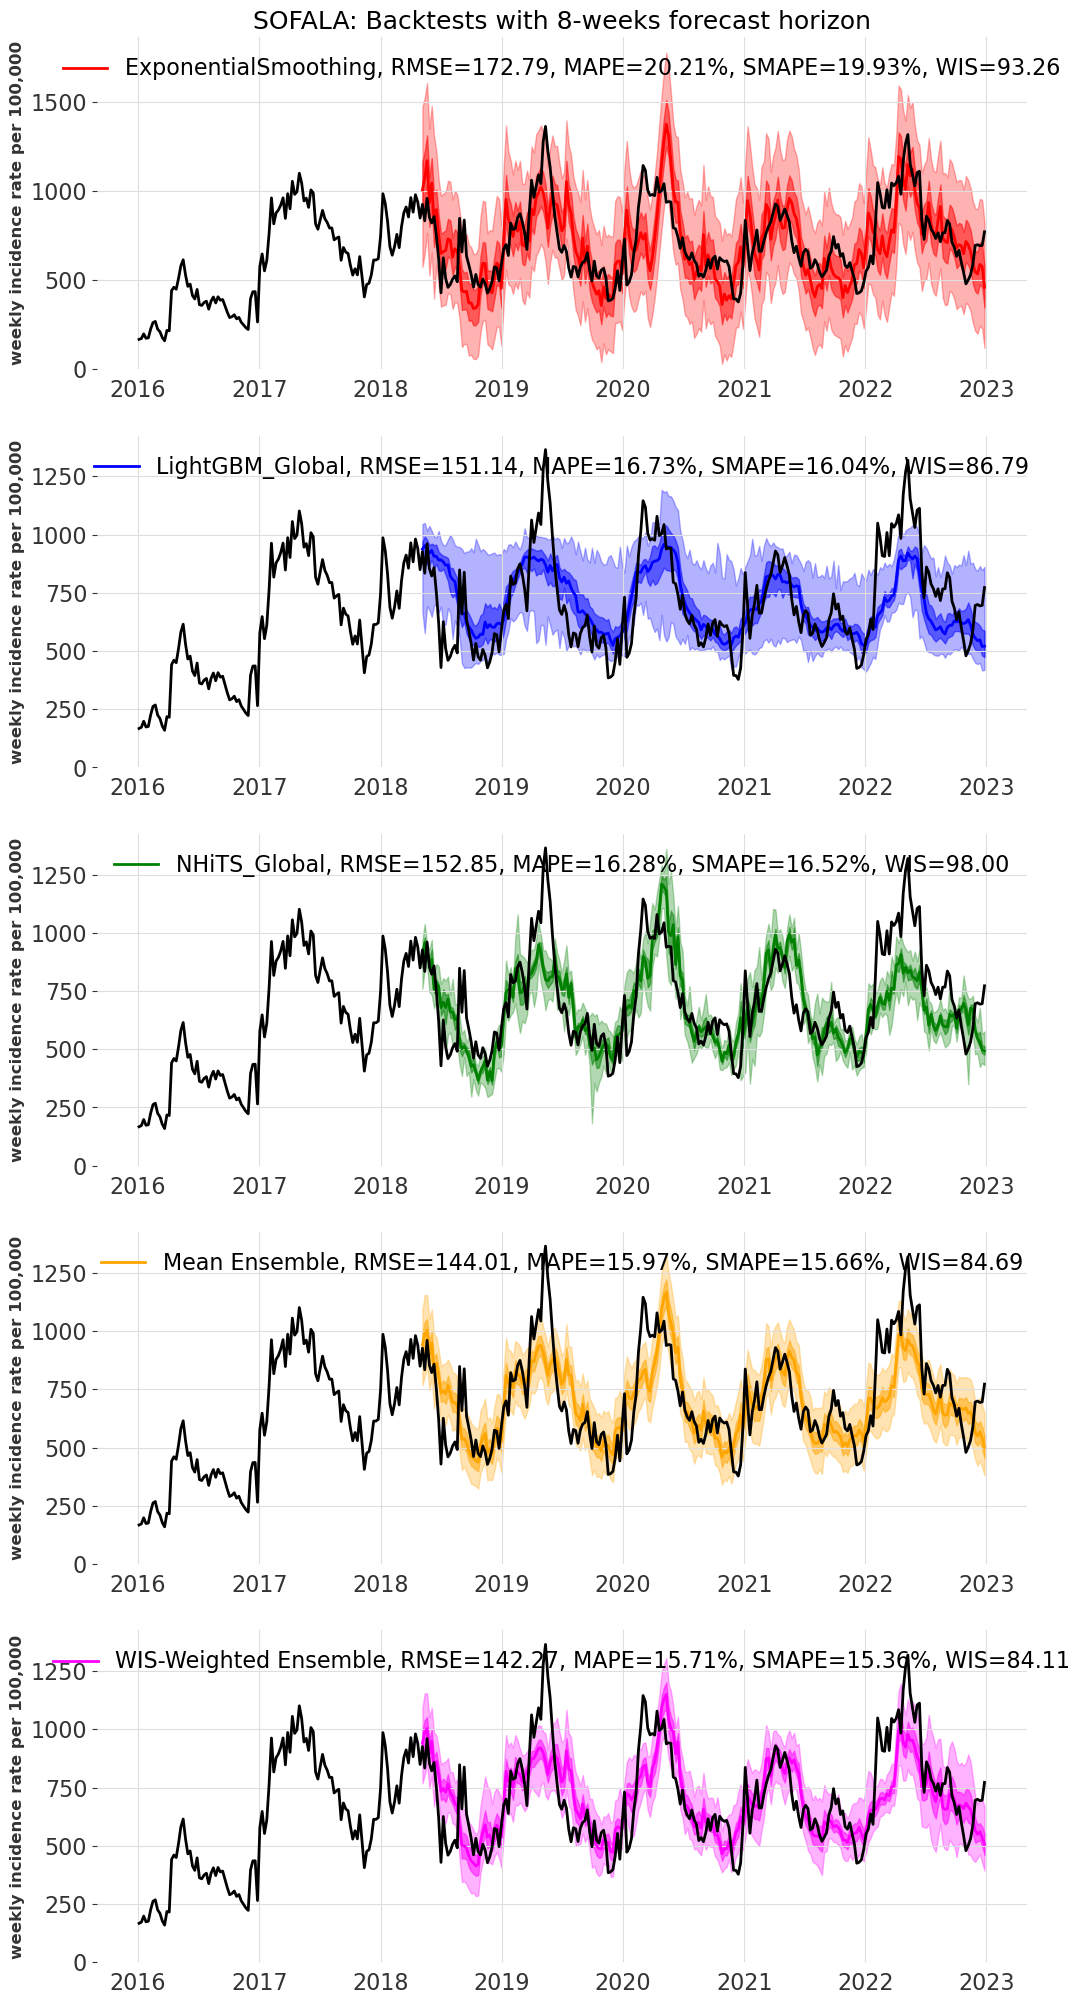 SOFALA: Backtests with 8-weeks forecast horizon
ExponentialSmoothing, RMSE=172.79, MAPE=20.21%, SMAPE=19.93%, WIS=93.26
weekly incidence rate per 100,000
1500
1000
500
0
2016 2017 2018 2019 2020 2021 2022 2023
LightGBM_Global, RMSE=151.14, MAPE=16.73%, SMAPE=16.04%, WIS=86.79
weekly incidence rate per 100,000
1250
1000
750
500
250
0
2016 2017 2018 2019 2020 2021 2022 2023
NHiTS_Global, RMSE=152.85, MAPE=16.28%, SMAPE=16.52%, WIS=98.00
weekly incidence rate per 100,000
1250
1000
750
500
250
0
2016 2017 2018 2019 2020 2021 2022 2023
Mean Ensemble, RMSE=144.01, MAPE=15.97%, SMAPE=15.66%, WIS=84.69
weekly incidence rate per 100,000
1250
1000
750
500
250
0
2016 2017 2018 2019 2020 2021 2022 2023
WIS-Weighted Ensemble, RMSE=142.27, MAPE=15.71%, SMAPE=15.36%, WIS=84.11
weekly incidence rate per 100,000
1250
1000
750
500
250
0
2016 2017 2018 2019 2020 2021 2022 2023